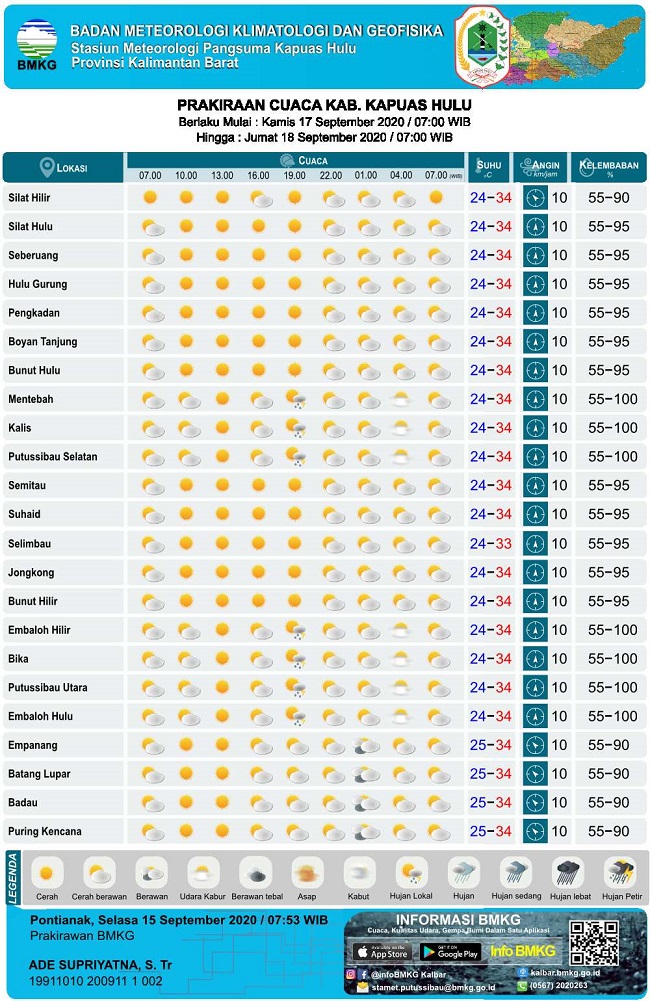 BADAN METEOROLOGI KLIMATOLOGI DAN GEOFISIKA
Stasiun Meteorologi Pangsuma Kapuas Hulu
Provinsi Kalimantan Barat
BMKG
PRAKIRAAN CUACA KAB. KAPUAS HULU
Berlaku Mulai : Kamis 17 September 2020 / 07:00 WIB
Hingga : Jumat 18 September 2020 / 07:00 WIB
LOKASI CUACA SUHU °C ANGIN km/jam KELEMBABAN %
07.00 10.00 13.00 16.00 19.00 22.00 01.00 04.00 07.00 (WIB)
Silat Hilir 24-34 10 55-90
Silat Hulu 24-34 10 55-95
Seberuang 24-34 10 55-95
Hulu Gurung 24-34 10 55-95
Pengkadan 24-34 10 55-95
Boyan Tanjung 24-34 10 55-95
Bunut Hulu 24-34 10 55-95
Mentebah 24-34 10 55-100
Kalis 24-34 10 55-100
Putussibau Selatan 24-34 10 55-100
Semitau 24-34 10 55-95
Suhaid 24-34 10 55-95
Selimbau 24-33 10 55-95
Jongkong 24-34 10 55-95
Bunut Hilir 24-34 10 55-95
Embaloh Hilir 24-34 10 55-100
Bika 24-34 10 55-100
Putussibau Utara 24-34 10 55-100
Embaloh Hulu 24-34 10 55-100
Empanang 25-34 10 55-90
Batang Lupar 25-34 10 55-90
Badau 25-34 10 55-90
Puring Kencana 25-34 10 55-90
LEGENDA
Cerah Cerah berawan Berawan Udara Kabur Berawan tebal Asap Kabut Hujan Lokal Hujan Hujan sedang Hujan lebat Hujan Petir
Pontianak, Selasa 15 September 2020 / 07:53 WIB
Prakirawan BMKG
ADE SUPRIYATNA, S. Tr
19911010 200911 1 002
INFORMASI BMKG
Cuaca, Kualitas Udara, Gempa Bumi Dalam Satu Aplikasi
Available on the App Store
GET IT ON Google Play
Info BMKG
@infoBMKG Kalbar
kalbar.bmkg.go.id
stamet.putussibau@bmkg.go.id
(0567) 2020263